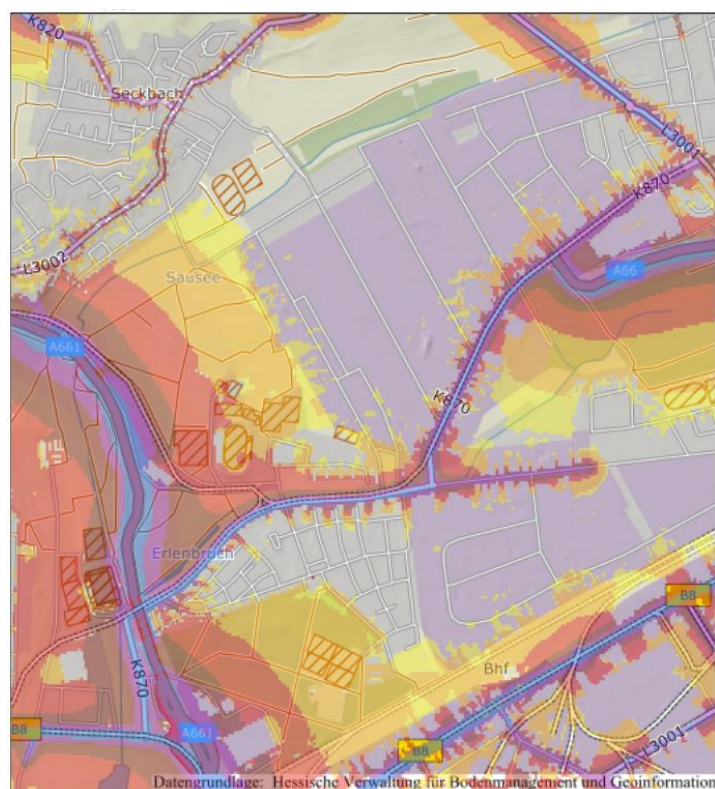 K820
Seckbach
L3001
K870
L3002
Sausee
A66
A661
K870
Erlenbruch
B8
K870
Bhf
B8
A661
B8
L3001
Datengrundlage: Hessische Verwaltung für Bodenmanagement und Geoinformation